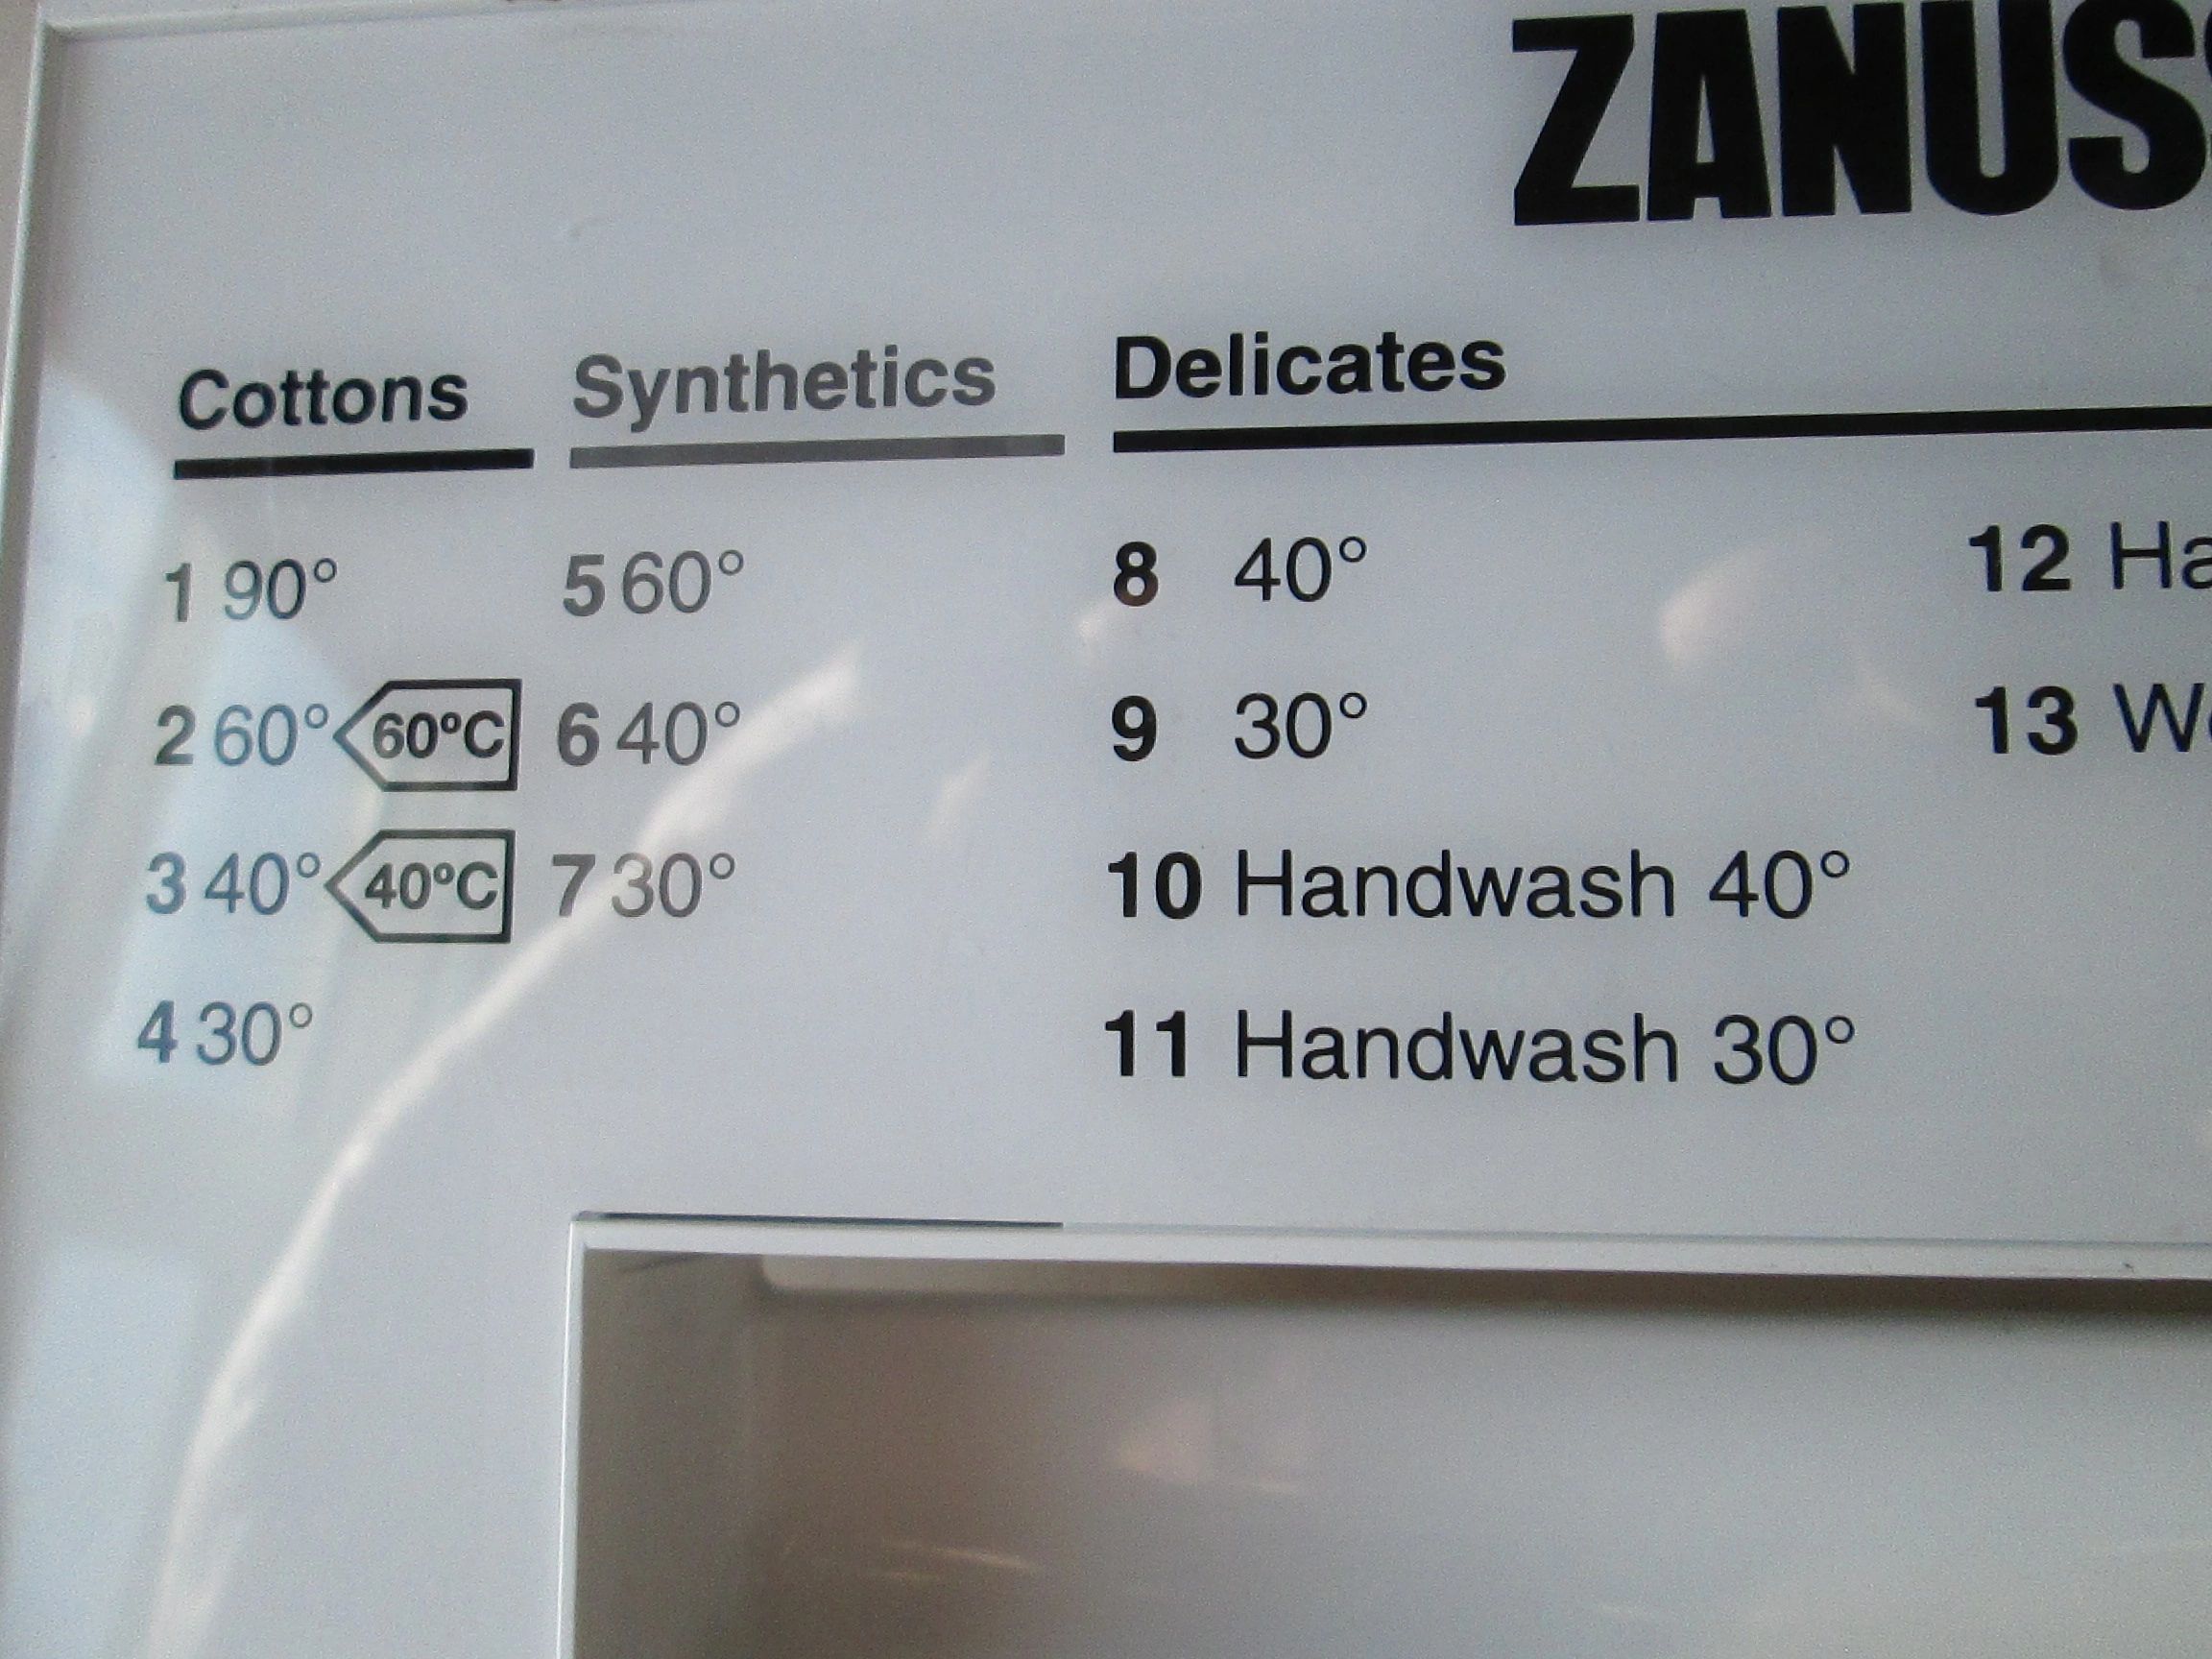 ZANUS
Cottons Synthetics Delicates
1 90° 5 60° 8 40° 12 Ha
2 60° 60°C 6 40° 9 30° 13 W
3 40° 40°C 7 30° 10 Handwash 40°
4 30° 11 Handwash 30°